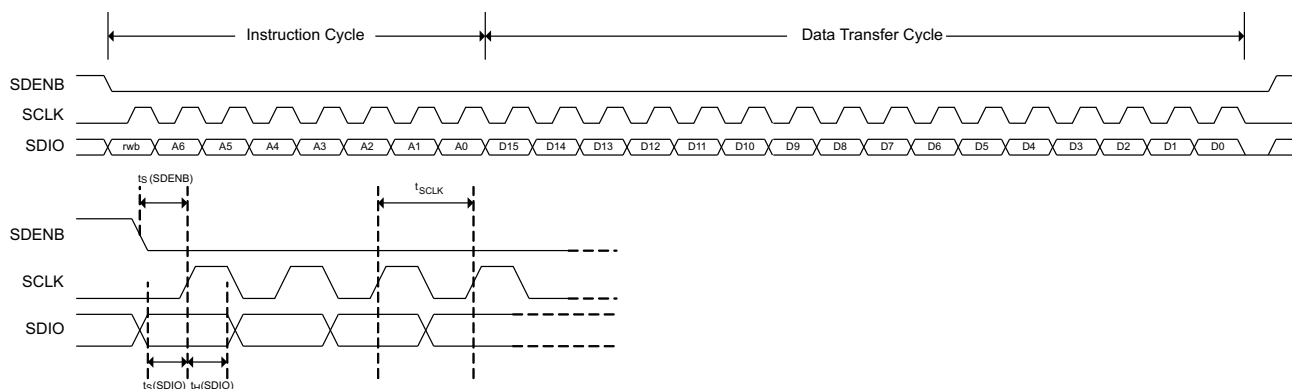 Instruction Cycle Data Transfer Cycle
SDENB
SCLK
SDIO rwb A6 A5 A4 A3 A2 A1 A0 D15 D14 D13 D12 D11 D10 D9 D8 D7 D6 D5 D4 D3 D2 D1 D0
tS(SDENB) tSCLK
SDENB
SCLK
SDIO
tS(SDIO) tH(SDIO)